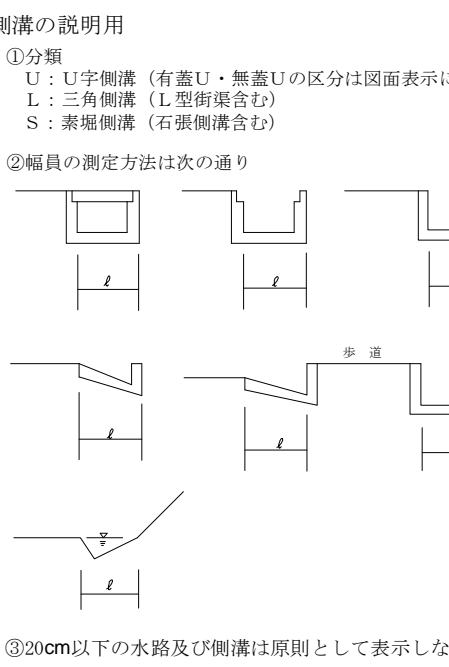 側溝の説明用
①分類
U：U字側溝（有蓋U・無蓋Uの区分は図面表示に
L：三角側溝（L型街渠含む）
S：素堀側溝（石張側溝含む）
②幅員の測定方法は次の通り
ℓ
ℓ
歩 道
ℓ
ℓ
ℓ
③20cm以下の水路及び側溝は原則として表示しな